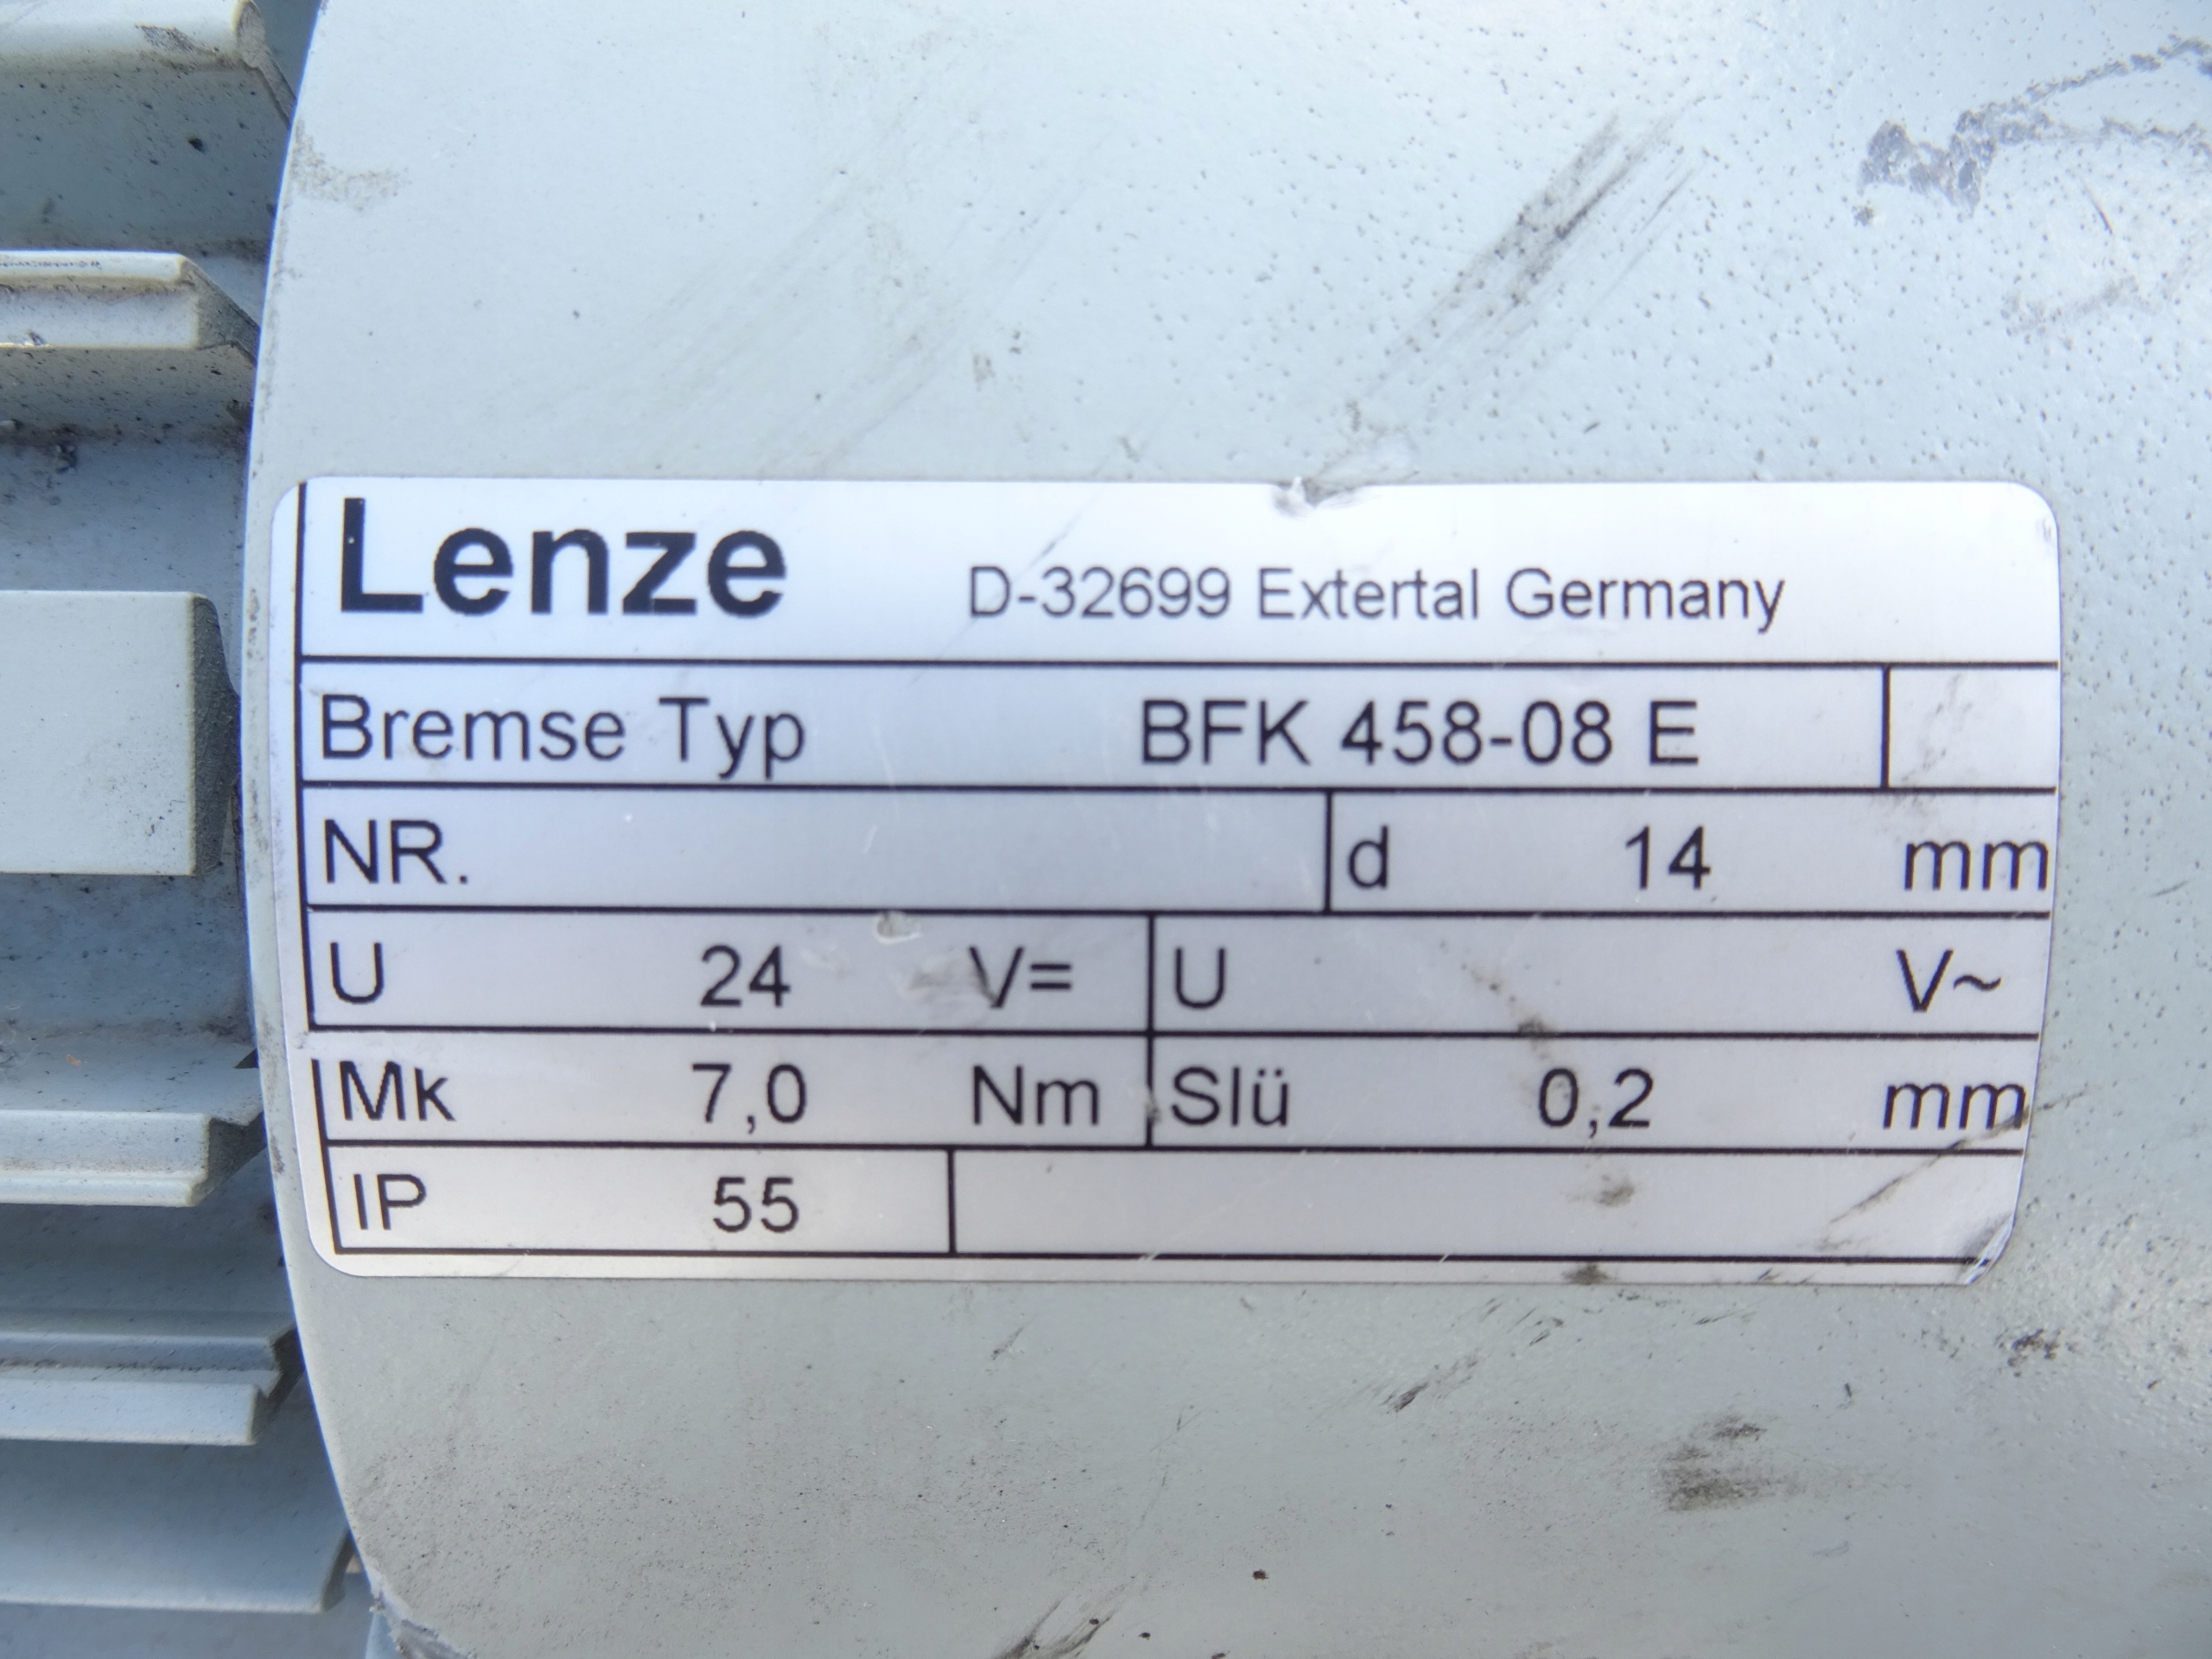 Lenze D-32699 Extertal Germany
Bremse Typ BFK 458-08 E
NR. d 14 mm
U 24 V= U V~
Mk 7,0 Nm Slü 0,2 mm
IP 55